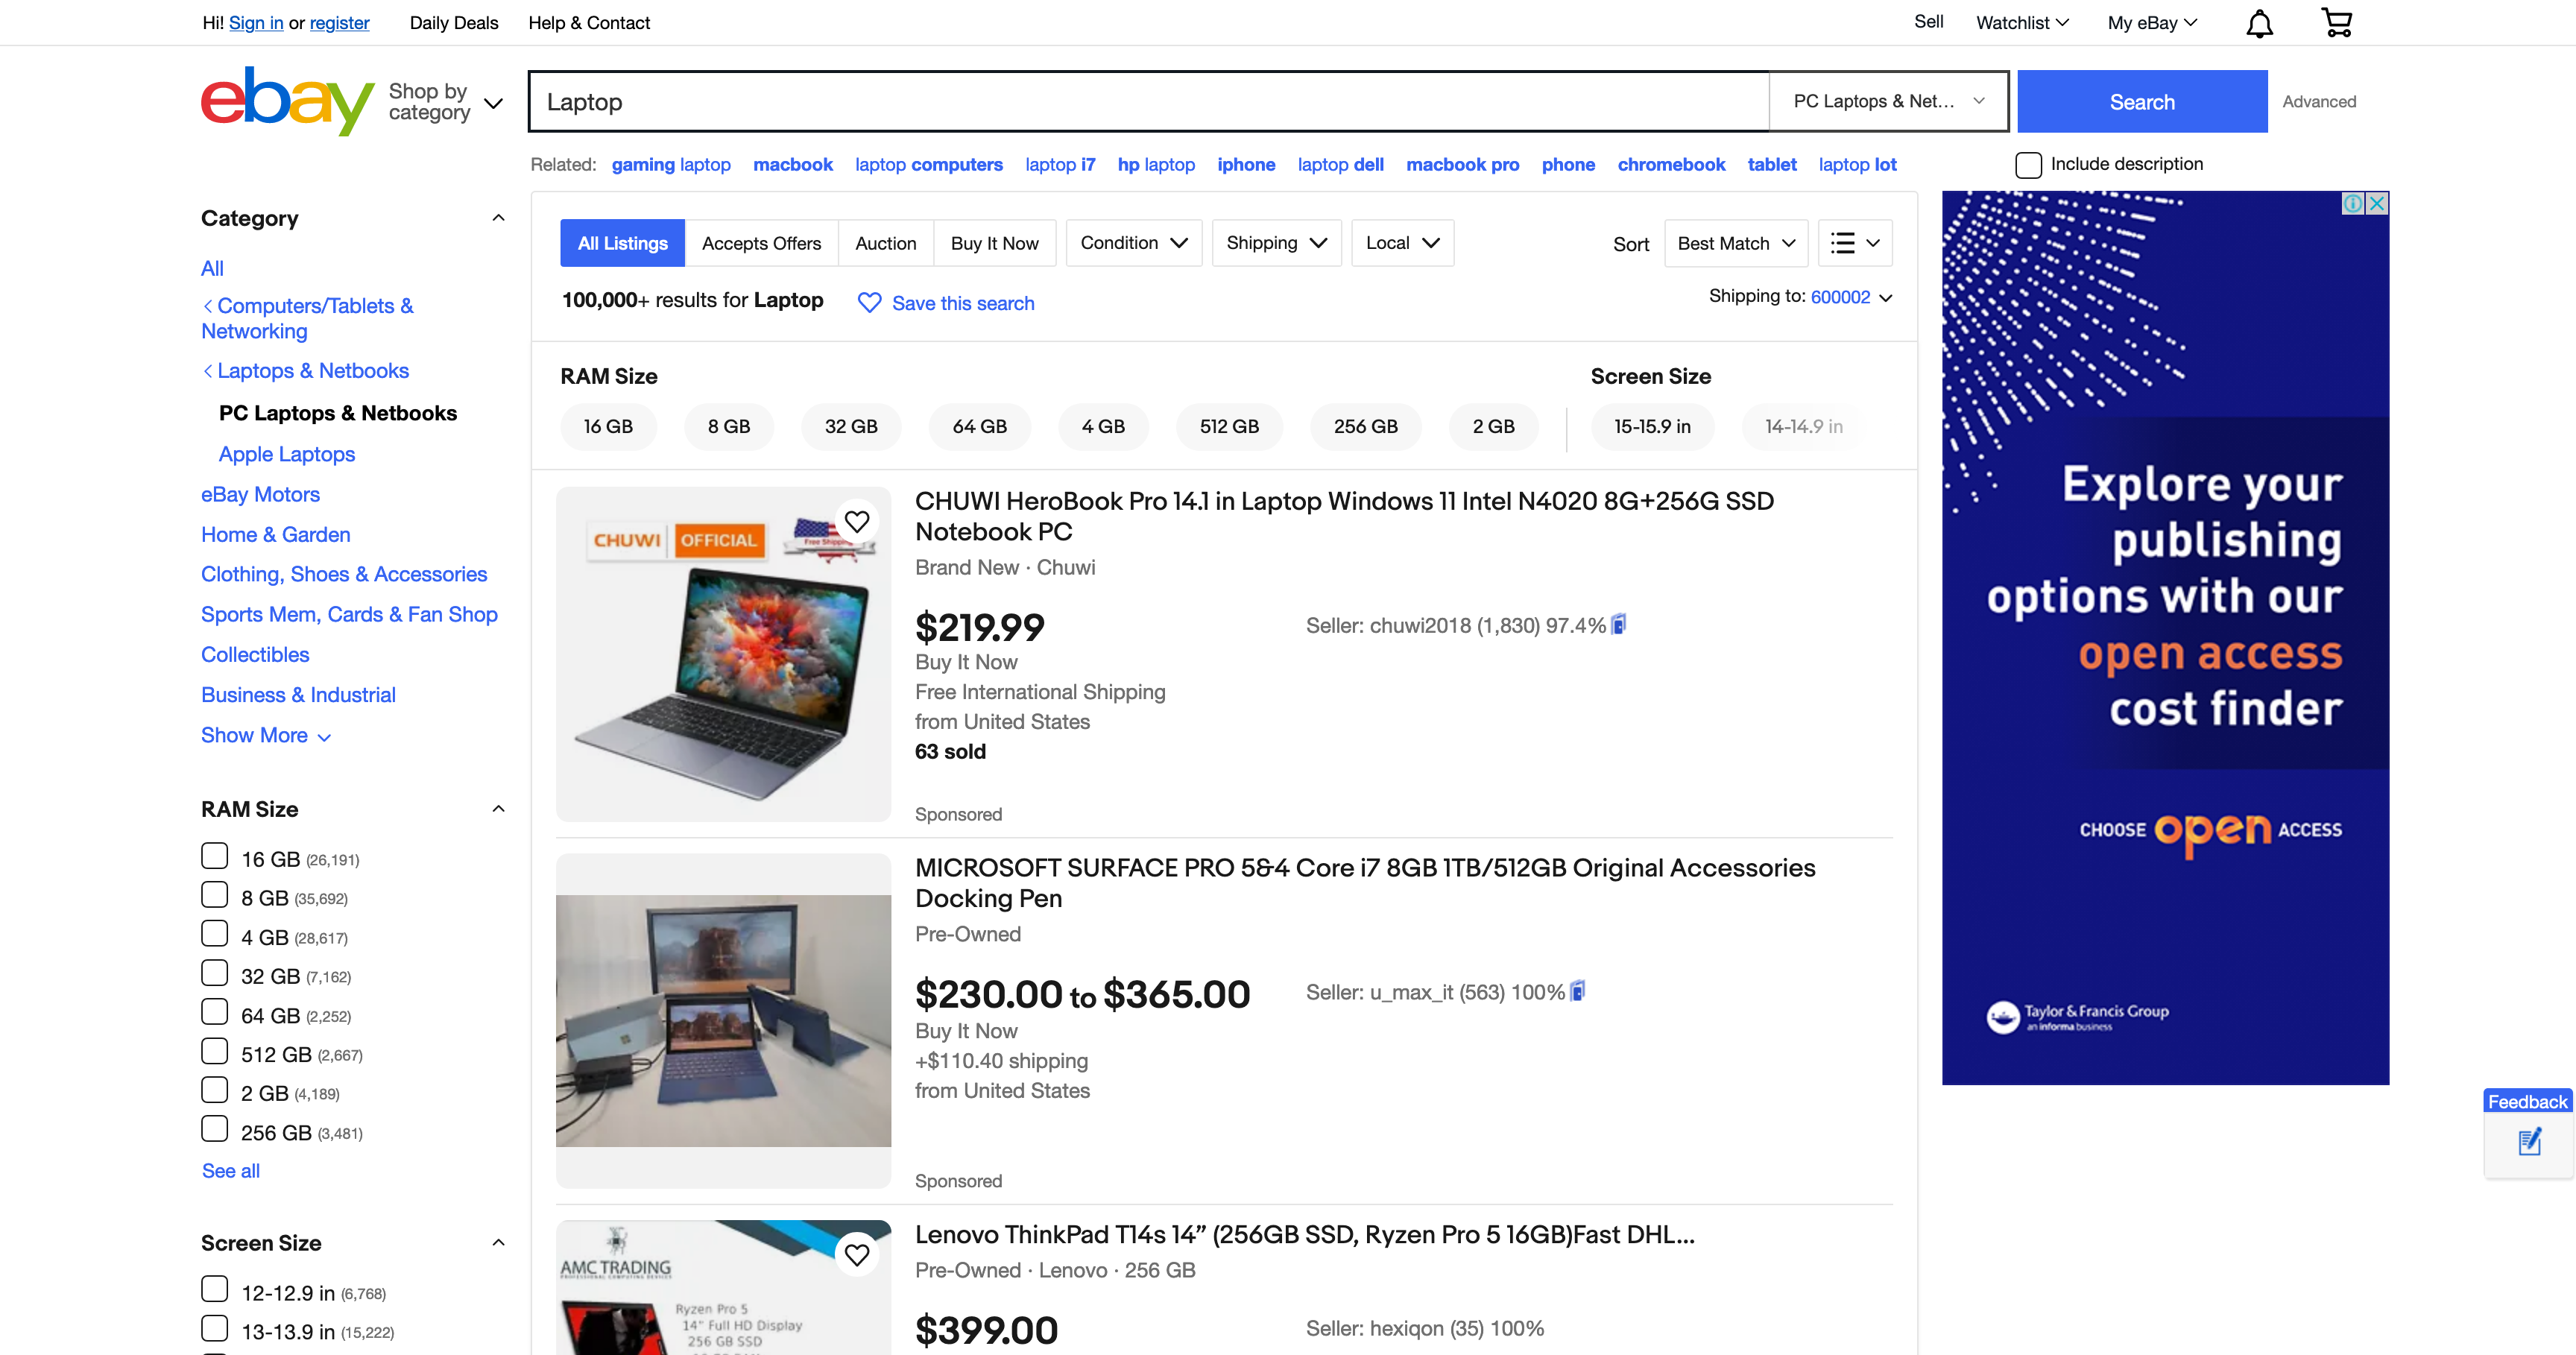 Hi! Sign in or register Daily Deals Help & Contact Sell Watchlist My eBay
ebay Shop by category Laptop PC Laptops & Net... Search Advanced
Related: gaming laptop macbook laptop computers laptop i7 hp laptop iphone laptop dell macbook pro phone chromebook tablet laptop lot Include description
Category
All
Computers/Tablets &
Networking
Laptops & Netbooks
PC Laptops & Netbooks
Apple Laptops
eBay Motors
Home & Garden
Clothing, Shoes & Accessories
Sports Mem, Cards & Fan Shop
Collectibles
Business & Industrial
Show More
RAM Size
16 GB (26,191)
8 GB (35,692)
4 GB (28,617)
32 GB (7,162)
64 GB (2,252)
512 GB (2,667)
2 GB (4,189)
256 GB (3,481)
See all
Screen Size
12-12.9 in (6,768)
13-13.9 in (15,222)
All Listings Accepts Offers Auction Buy It Now Condition Shipping Local Sort Best Match
100,000+ results for Laptop Save this search Shipping to: 600002
RAM Size Screen Size
16 GB 8 GB 32 GB 64 GB 4 GB 512 GB 256 GB 2 GB 15-15.9 in 14-14.9 in
CHUWI OFFICIAL Free Shipping
CHUWI HeroBook Pro 14.1 in Laptop Windows 11 Intel N4020 8G+256G SSD
Notebook PC
Brand New · Chuwi
$219.99 Seller: chuwi2018 (1,830) 97.4%
Buy It Now
Free International Shipping
from United States
63 sold
Sponsored
MICROSOFT SURFACE PRO 5&4 Core i7 8GB 1TB/512GB Original Accessories
Docking Pen
Pre-Owned
$230.00 to $365.00 Seller: u_max_it (563) 100%
Buy It Now
+$110.40 shipping
from United States
Sponsored
AMC TRADING
PROFESSIONAL COMPUTING DEVICES
Ryzen Pro 5
14" Full HD Display
256 GB SSD
Lenovo ThinkPad T14s 14” (256GB SSD, Ryzen Pro 5 16GB)Fast DHL...
Pre-Owned · Lenovo · 256 GB
$399.00 Seller: hexiqon (35) 100%
Explore your
publishing
options with our
open access
cost finder
CHOOSE open ACCESS
Taylor & Francis Group
an informa business
Feedback